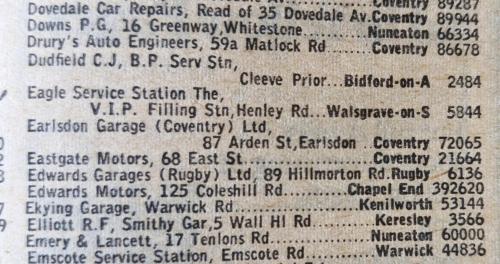 Dovedale Car Repairs, Read of 35 Dovedale Av.Coventry 89287
Downs P.G, 16 Greenway,Whitestone......Coventry 89944
Drury's Auto Engineers, 59a Matlock Rd......Nuneaton 66334
Dudfield C.J, B.P. Serv Stn, Coventry 86678
Cleeve Prior...Bidford-on-A 2484
Eagle Service Station The,
V.I.P. Filling Stn,Henley Rd...Walsgrave-on-S 5844
Earlsdon Garage (Coventry) Ltd,
87 Arden St,Earlsdon ..Coventry 72065
Eastgate Motors, 68 East St...............Coventry 21664
Edwards Garages (Rugby) Ltd, 89 Hillmorton Rd.Rugby 6136
Edwards Motors, 125 Coleshill Rd..........Chapel End 392620
Ekying Garage, Warwick Rd...............Kenilworth 53144
Elliott R.F, Smithy Gar,5 Wall Hl Rd........Keresley 3566
Emery & Lancett, 17 Tenlons Rd...........Nuneaton 60000
Emscote Service Station, Emscote Rd........Warwick 44836